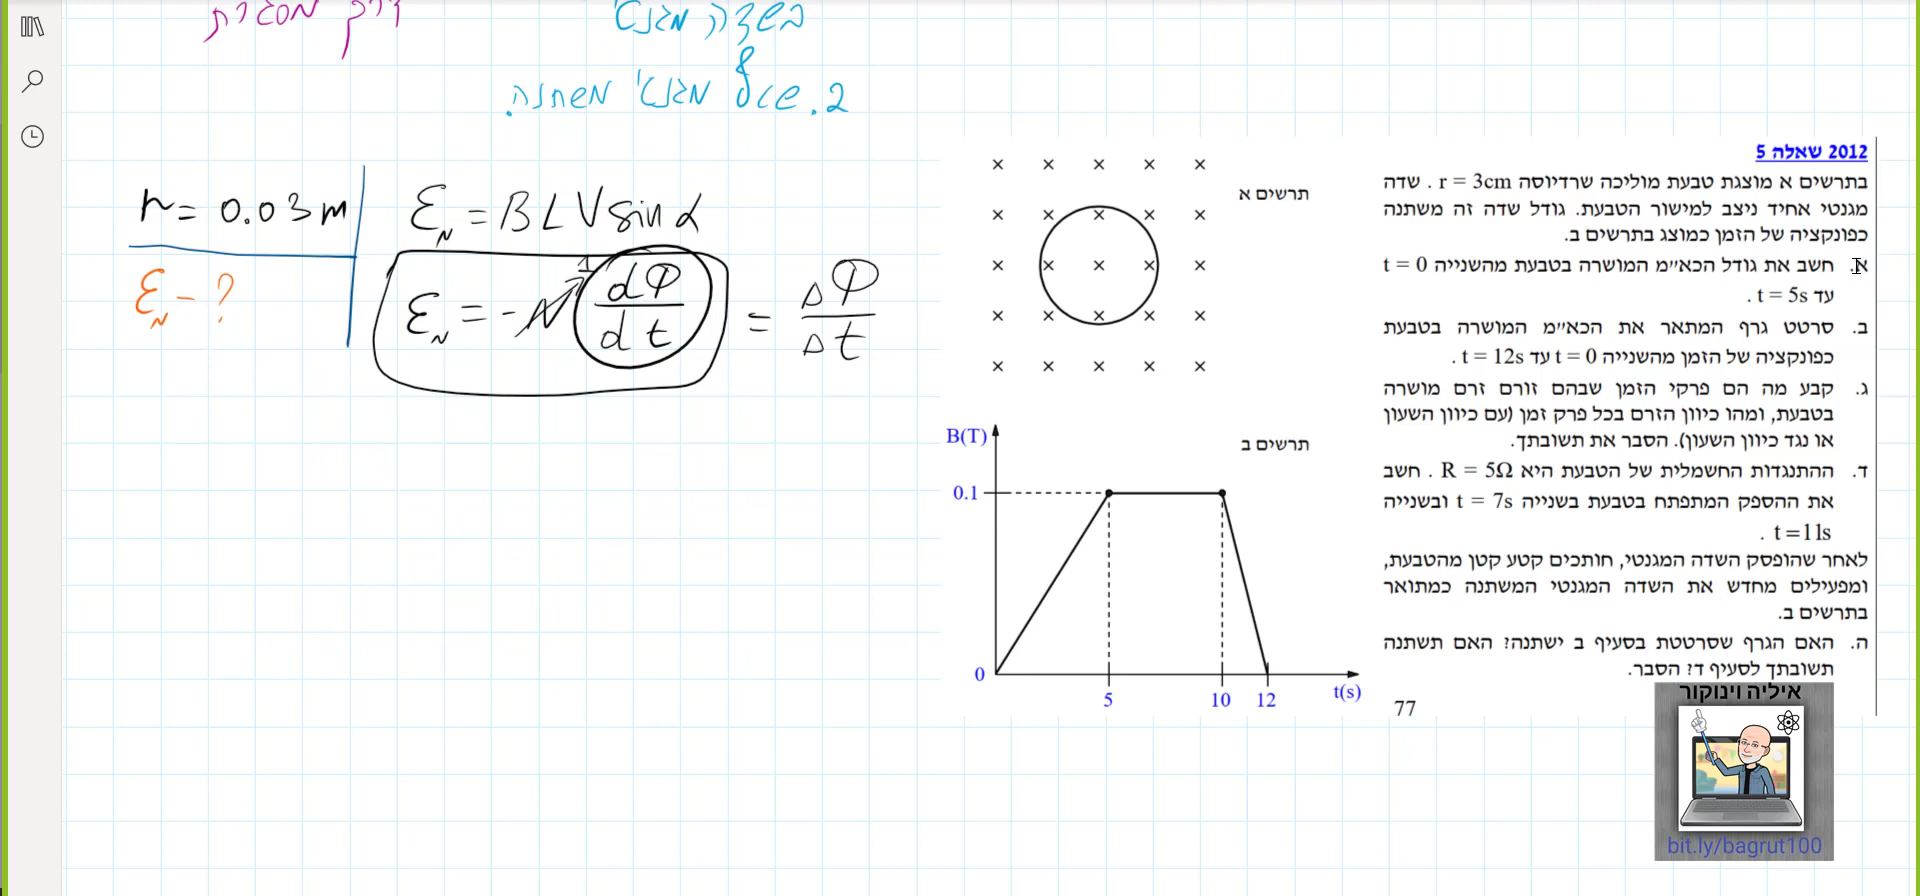 דרך מסגרת
בשדה מגנטי
2. שטף מגנטי משתנה.
r = 0.03 m
ε - ?
ε = BLV sin α
ε = -N dΦ/dt = ΔΦ/Δt
1
2012 שאלה 5
בתרשים א מוצגת טבעת מוליכה שרדיוסה r = 3cm . שדה
מגנטי אחיד ניצב למישור הטבעת. גודל שדה זה משתנה
כפונקציה של הזמן כמוצג בתרשים ב.
א. חשב את גודל הכא״מ המושרה בטבעת מהשנייה t = 0
עד t = 5s .
ב. סרטט גרף המתאר את הכא״מ המושרה בטבעת
כפונקציה של הזמן מהשנייה t = 0 עד t = 12s .
ג. קבע מה הם פרקי הזמן שבהם זורם זרם מושרה
בטבעת, ומהו כיוון הזרם בכל פרק זמן (עם כיוון השעון
או נגד כיוון השעון). הסבר את תשובתך.
ד. ההתנגדות החשמלית של הטבעת היא R = 5Ω . חשב
את ההספק המתפתח בטבעת בשנייה t = 7s ובשנייה
t = 11s .
לאחר שהופסק השדה המגנטי, חותכים קטע קטן מהטבעת,
ומפעילים מחדש את השדה המגנטי המשתנה כמתואר
בתרשים ב.
ה. האם הגרף שסרטטת בסעיף ב ישתנה? האם תשתנה
תשובתך לסעיף ד? הסבר.
77
תרשים א
תרשים ב
B(T)
0.1
0
5
10
12
t(s)
איליה וינוקור
bit.ly/bagrut100